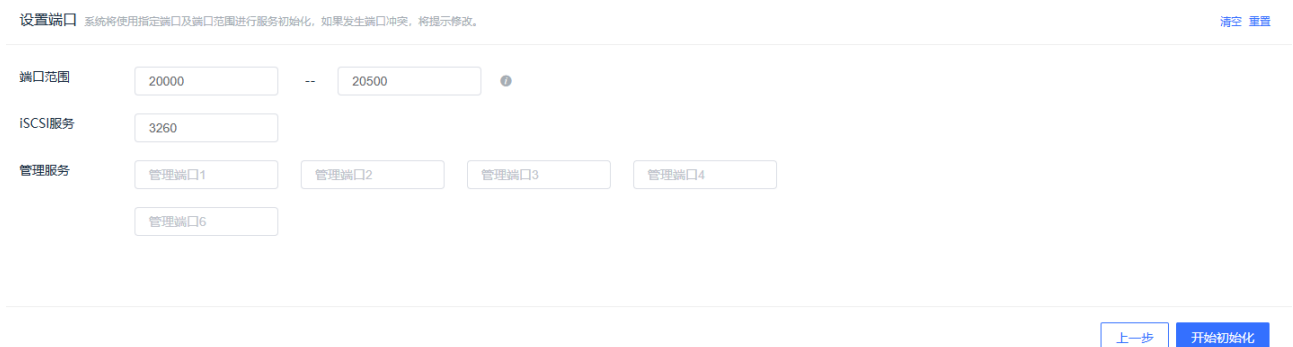 设置端口 系统将使用指定端口及端口范围进行服务初始化，如果发生端口冲突，将提示修改。 清空 重置
端口范围 20000 -- 20500
iSCSI服务 3260
管理服务 管理端口1 管理端口2 管理端口3 管理端口4
管理端口6
上一步 开始初始化